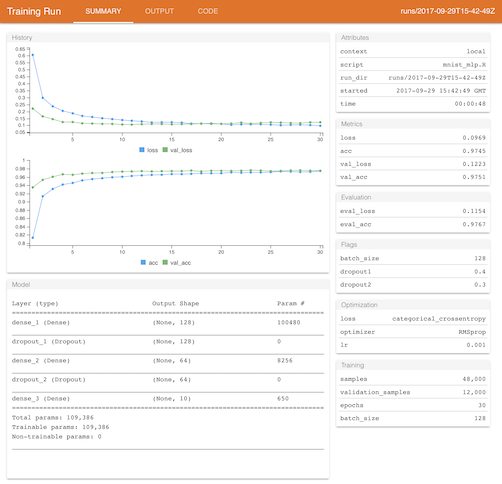 Training Run SUMMARY OUTPUT CODE runs/2017-09-29T15-42-49Z
History
0.65
0.6
0.55
0.5
0.45
0.4
0.35
0.3
0.25
0.2
0.15
0.1
0.05
5 10 15 20 25 30
loss val_loss
1
0.98
0.96
0.94
0.92
0.9
0.88
0.86
0.84
0.82
0.8
5 10 15 20 25 30
acc val_acc
Model
Layer (type) Output Shape Param #
dense_1 (Dense) (None, 128) 100480
dropout_1 (Dropout) (None, 128) 0
dense_2 (Dense) (None, 64) 8256
dropout_2 (Dropout) (None, 64) 0
dense_3 (Dense) (None, 10) 650
Total params: 109,386
Trainable params: 109,386
Non-trainable params: 0
Attributes
context local
script mnist_mlp.R
run_dir runs/2017-09-29T15-42-49Z
started 2017-09-29 15:42:49 GMT
time 00:00:48
Metrics
loss 0.0969
acc 0.9745
val_loss 0.1223
val_acc 0.9751
Evaluation
eval_loss 0.1154
eval_acc 0.9767
Flags
batch_size 128
dropout1 0.4
dropout2 0.3
Optimization
loss categorical_crossentropy
optimizer RMSprop
lr 0.001
Training
samples 48,000
validation_samples 12,000
epochs 30
batch_size 128